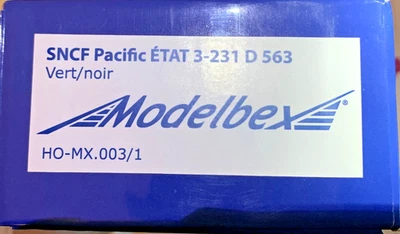 SNCF Pacific ÉTAT 3-231 D 563
Vert/noir
Modelbex®
HO-MX.003/1